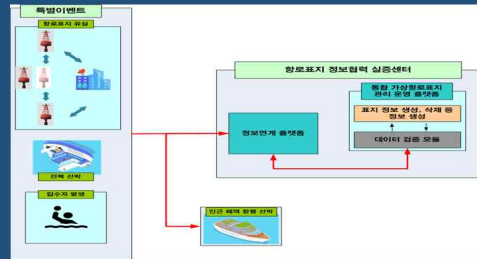 특별이벤트
항로표지 유실
전복 선박
입수자 발생
항로표지 정보협력 실증센터
정보연계 플랫폼
통합 가상항로표지
관리 운영 플랫폼
표지 정보 생성, 삭제 등
정보 생성
데이터 검증 모듈
인근 해역 항행 선박